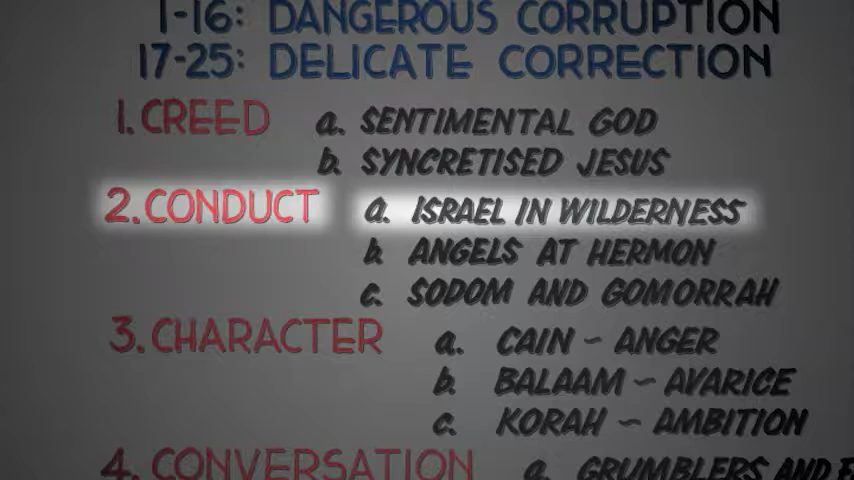 1-16: DANGEROUS CORRUPTION
17-25: DELICATE CORRECTION
1. CREED a. SENTIMENTAL GOD
b. SYNCRETISED JESUS
2. CONDUCT a. ISRAEL IN WILDERNESS
b. ANGELS AT HERMON
c. SODOM AND GOMORRAH
3. CHARACTER a. CAIN ~ ANGER
b. BALAAM ~ AVARICE
c. KORAH ~ AMBITION
4. CONVERSATION a. GRUMBLERS AND